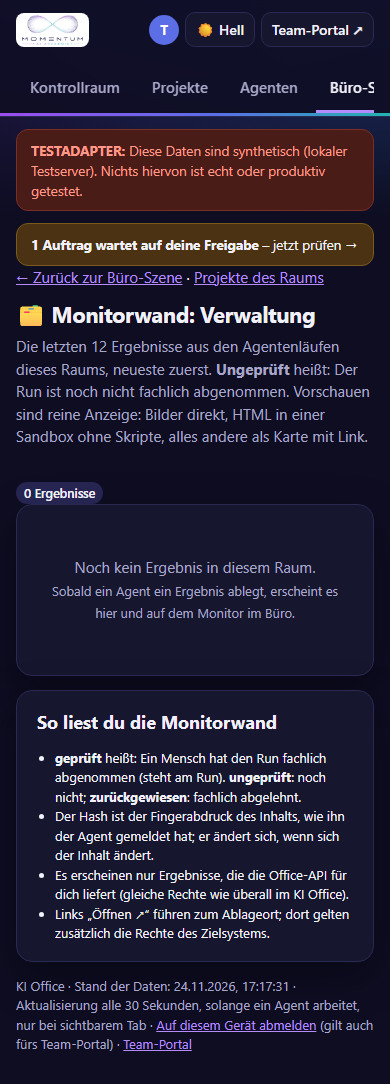 MOMENTUM
T
Hell
Team-Portal ↗
Kontrollraum
Projekte
Agenten
Büro-S
TESTADAPTER: Diese Daten sind synthetisch (lokaler
Testserver). Nichts hiervon ist echt oder produktiv
getestet.
1 Auftrag wartet auf deine Freigabe – jetzt prüfen →
← Zurück zur Büro-Szene · Projekte des Raums
Monitorwand: Verwaltung
Die letzten 12 Ergebnisse aus den Agentenläufen
dieses Raums, neueste zuerst. Ungeprüft heißt: Der
Run ist noch nicht fachlich abgenommen. Vorschauen
sind reine Anzeige: Bilder direkt, HTML in einer
Sandbox ohne Skripte, alles andere als Karte mit Link.
0 Ergebnisse
Noch kein Ergebnis in diesem Raum.
Sobald ein Agent ein Ergebnis ablegt, erscheint es
hier und auf dem Monitor im Büro.
So liest du die Monitorwand
• geprüft heißt: Ein Mensch hat den Run fachlich
abgenommen (steht am Run). ungeprüft: noch
nicht; zurückgewiesen: fachlich abgelehnt.
• Der Hash ist der Fingerabdruck des Inhalts, wie ihn
der Agent gemeldet hat; er ändert sich, wenn sich
der Inhalt ändert.
• Es erscheinen nur Ergebnisse, die die Office-API für
dich liefert (gleiche Rechte wie überall im KI Office).
• Links „Öffnen ↗“ führen zum Ablageort; dort gelten
zusätzlich die Rechte des Zielsystems.
KI Office · Stand der Daten: 24.11.2026, 17:17:31 ·
Aktualisierung alle 30 Sekunden, solange ein Agent arbeitet,
nur bei sichtbarem Tab · Auf diesem Gerät abmelden (gilt auch
fürs Team-Portal) · Team-Portal